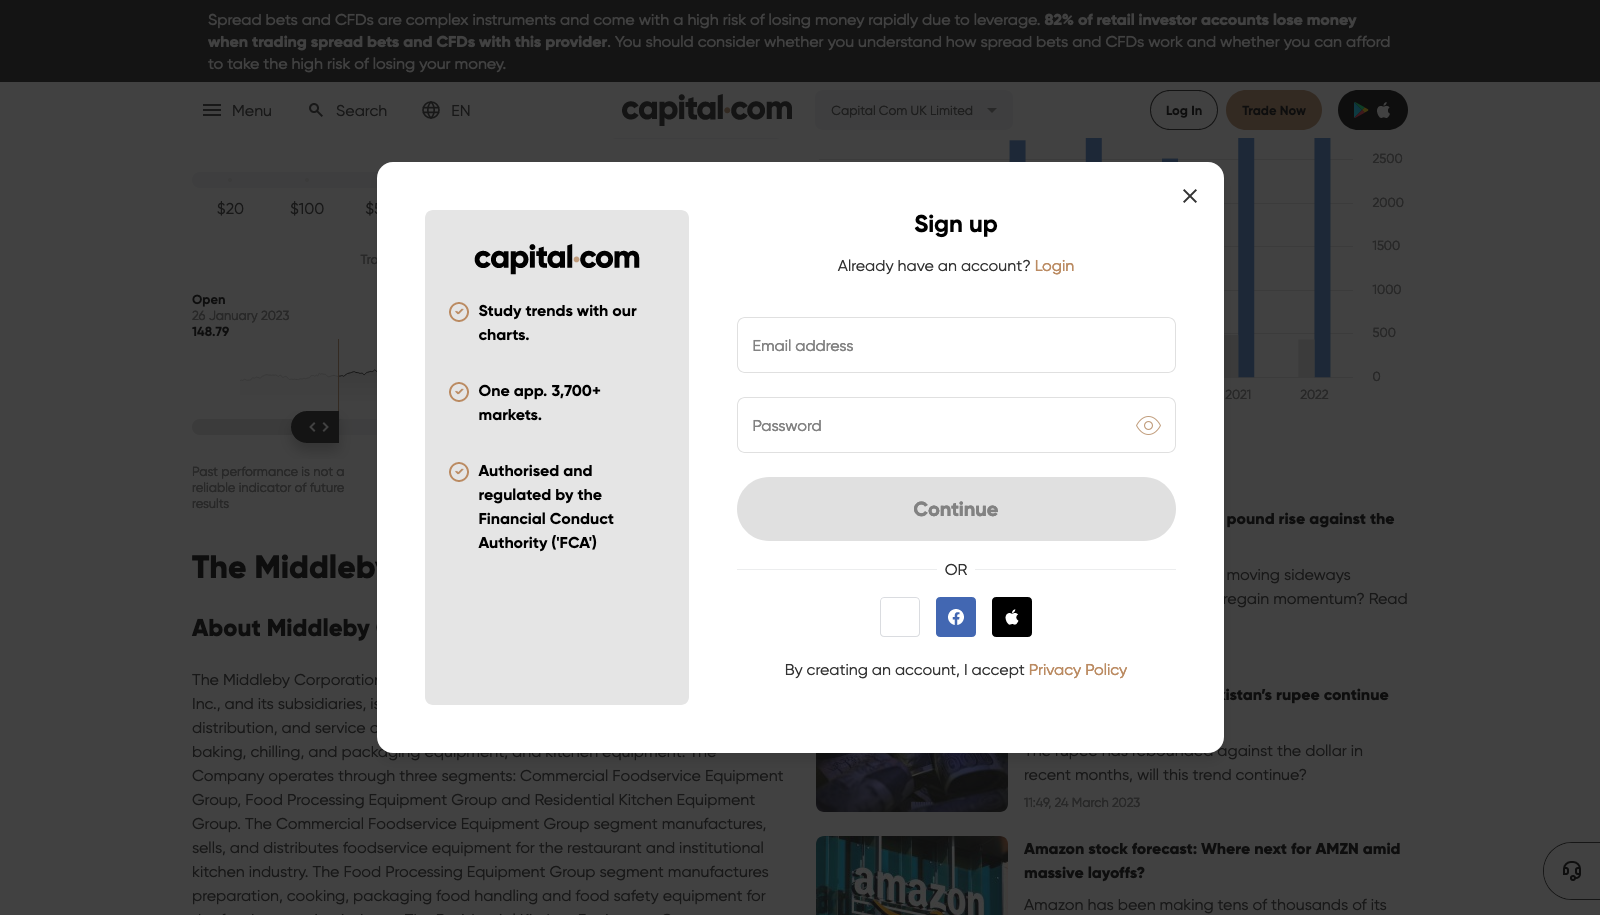 Spread bets and CFDs are complex instruments and come with a high risk of losing money rapidly due to leverage. 82% of retail investor accounts lose money
when trading spread bets and CFDs with this provider. You should consider whether you understand how spread bets and CFDs work and whether you can afford
to take the high risk of losing your money.
Menu
Search
EN
capital.com
Capital Com UK Limited
Log In
Trade Now
2500
2000
1500
1000
500
0
2021
2022
$20
$100
Open
26 January 2023
148.79
Past performance is not a
reliable indicator of future
results
The Middleby
About Middleby
The Middleby Corporation
Inc., and its subsidiaries, is
distribution, and service
baking, chilling, and packaging equipment, and kitchen equipment. The
Company operates through three segments: Commercial Foodservice Equipment
Group, Food Processing Equipment Group and Residential Kitchen Equipment
Group. The Commercial Foodservice Equipment Group segment manufactures,
sells, and distributes foodservice equipment for the restaurant and institutional
kitchen industry. The Food Processing Equipment Group segment manufactures
preparation, cooking, packaging food handling and food safety equipment for
capital.com
Study trends with our
charts.
One app. 3,700+
markets.
Authorised and
regulated by the
Financial Conduct
Authority ('FCA')
Sign up
Already have an account? Login
Email address
Password
Continue
OR
By creating an account, I accept Privacy Policy
pound rise against the
moving sideways
regain momentum? Read
rupee continue
The rupee has rebounded against the dollar in
recent months, will this trend continue?
11:49, 24 March 2023
amazon
Amazon stock forecast: Where next for AMZN amid
massive layoffs?
Amazon has been making tens of thousands of its